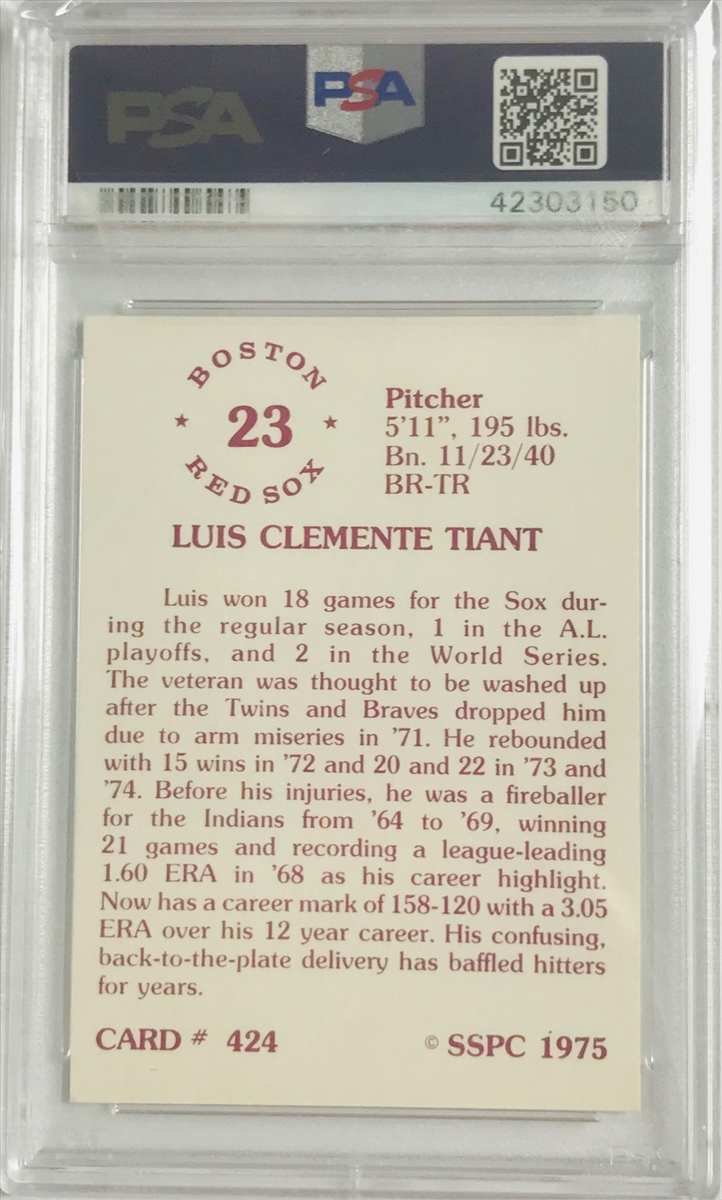 PSA PSA
42303150
BOSTON
★ 23 ★
RED SOX
Pitcher
5'11", 195 lbs.
Bn. 11/23/40
BR-TR
LUIS CLEMENTE TIANT
Luis won 18 games for the Sox dur-
ing the regular season, 1 in the A.L.
playoffs, and 2 in the World Series.
The veteran was thought to be washed up
after the Twins and Braves dropped him
due to arm miseries in '71. He rebounded
with 15 wins in '72 and 20 and 22 in '73 and
'74. Before his injuries, he was a fireballer
for the Indians from '64 to '69, winning
21 games and recording a league-leading
1.60 ERA in '68 as his career highlight.
Now has a career mark of 158-120 with a 3.05
ERA over his 12 year career. His confusing,
back-to-the-plate delivery has baffled hitters
for years.
CARD # 424 © SSPC 1975
PSA